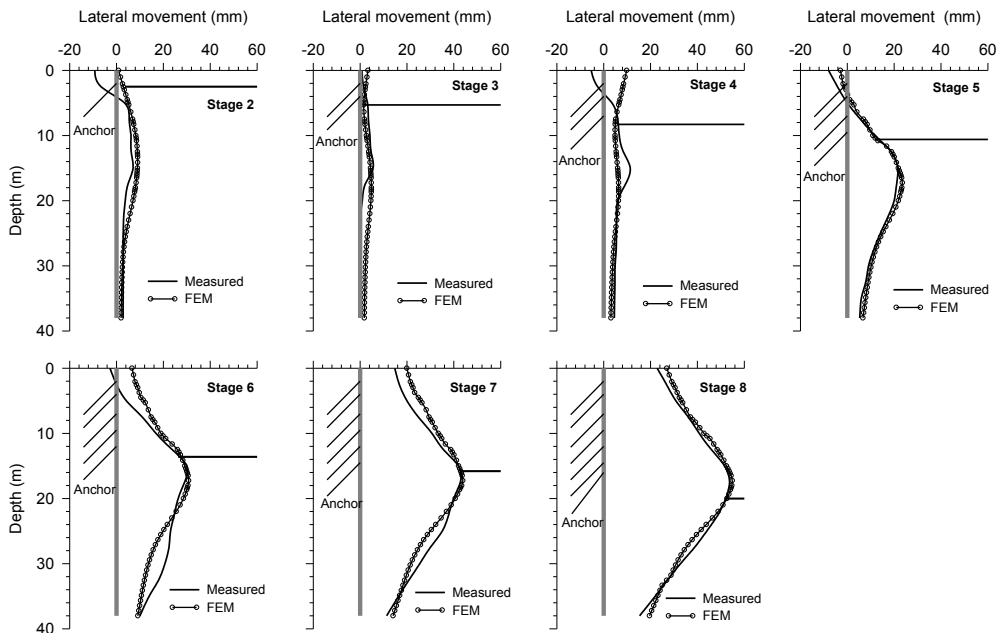 Lateral movement (mm) Lateral movement (mm) Lateral movement (mm) Lateral movement (mm)
-20 0 20 40 60 -20 0 20 40 60 -20 0 20 40 60 -20 0 20 40 60
0
Stage 2
Stage 3
Stage 4
Stage 5
10
Anchor
Anchor
Anchor
Anchor
Depth (m)
20
30
Measured
FEM
Measured
FEM
Measured
FEM
Measured
FEM
40
0
Stage 6
Stage 7
Stage 8
10
Anchor
Anchor
Anchor
Depth (m)
20
30
Measured
FEM
Measured
FEM
Measured
FEM
40